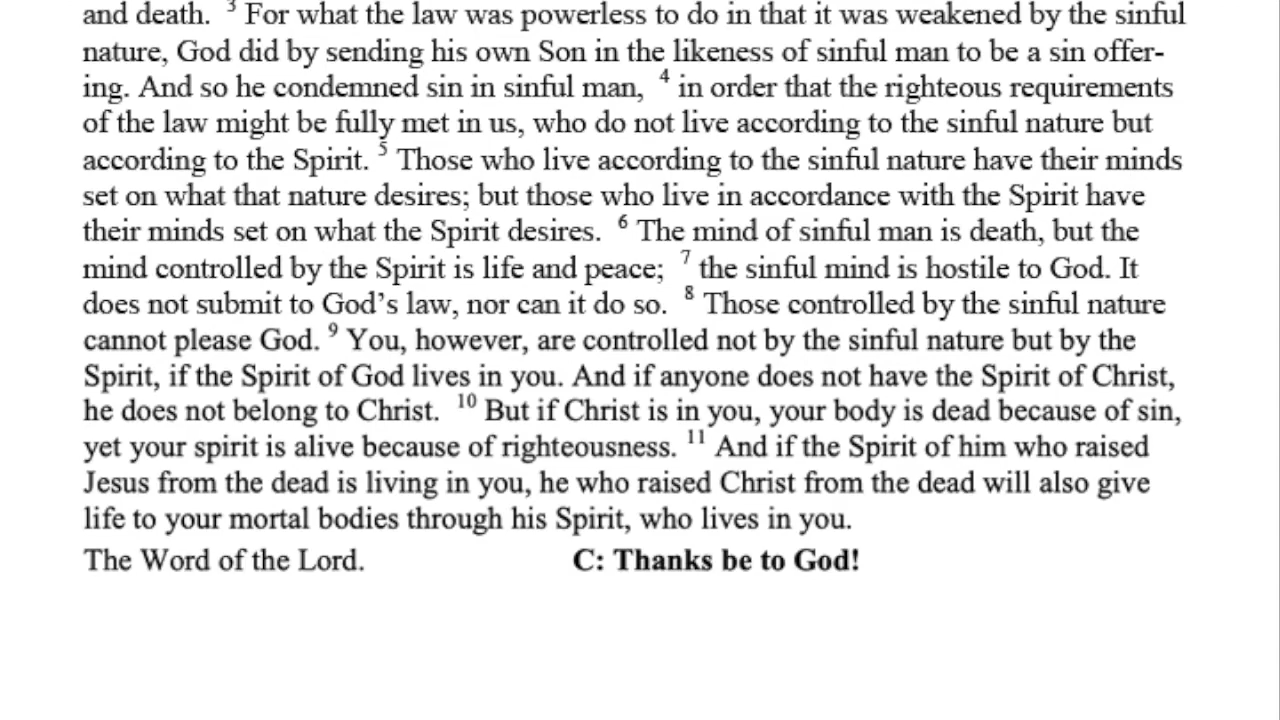 and death. 3 For what the law was powerless to do in that it was weakened by the sinful
nature, God did by sending his own Son in the likeness of sinful man to be a sin offer-
ing. And so he condemned sin in sinful man, 4 in order that the righteous requirements
of the law might be fully met in us, who do not live according to the sinful nature but
according to the Spirit. 5 Those who live according to the sinful nature have their minds
set on what that nature desires; but those who live in accordance with the Spirit have
their minds set on what the Spirit desires. 6 The mind of sinful man is death, but the
mind controlled by the Spirit is life and peace; 7 the sinful mind is hostile to God. It
does not submit to God’s law, nor can it do so. 8 Those controlled by the sinful nature
cannot please God. 9 You, however, are controlled not by the sinful nature but by the
Spirit, if the Spirit of God lives in you. And if anyone does not have the Spirit of Christ,
he does not belong to Christ. 10 But if Christ is in you, your body is dead because of sin,
yet your spirit is alive because of righteousness. 11 And if the Spirit of him who raised
Jesus from the dead is living in you, he who raised Christ from the dead will also give
life to your mortal bodies through his Spirit, who lives in you.
The Word of the Lord. C: Thanks be to God!